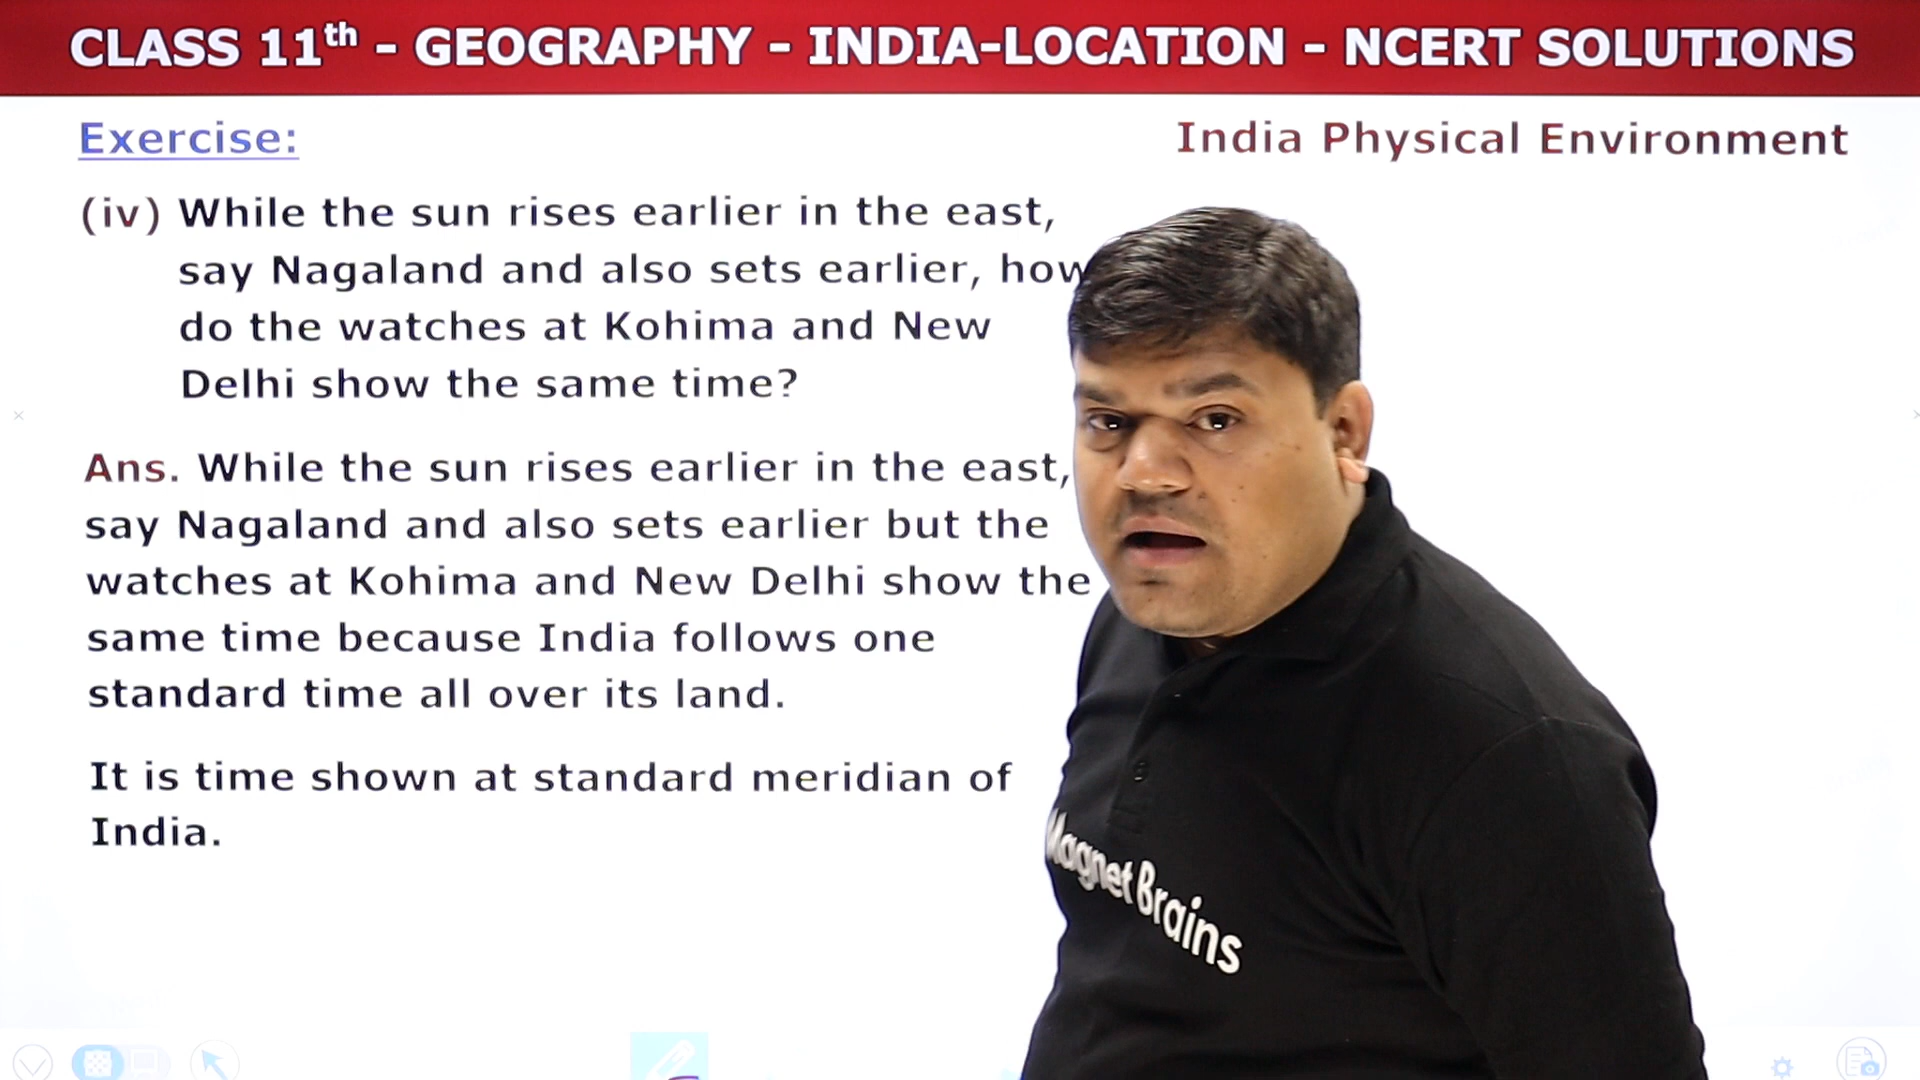 CLASS 11th - GEOGRAPHY - INDIA-LOCATION - NCERT SOLUTIONS
Exercise:
India Physical Environment
(iv) While the sun rises earlier in the east,
say Nagaland and also sets earlier, how
do the watches at Kohima and New
Delhi show the same time?
Ans. While the sun rises earlier in the east,
say Nagaland and also sets earlier but the
watches at Kohima and New Delhi show the
same time because India follows one
standard time all over its land.
It is time shown at standard meridian of
India.
Magnet Brains